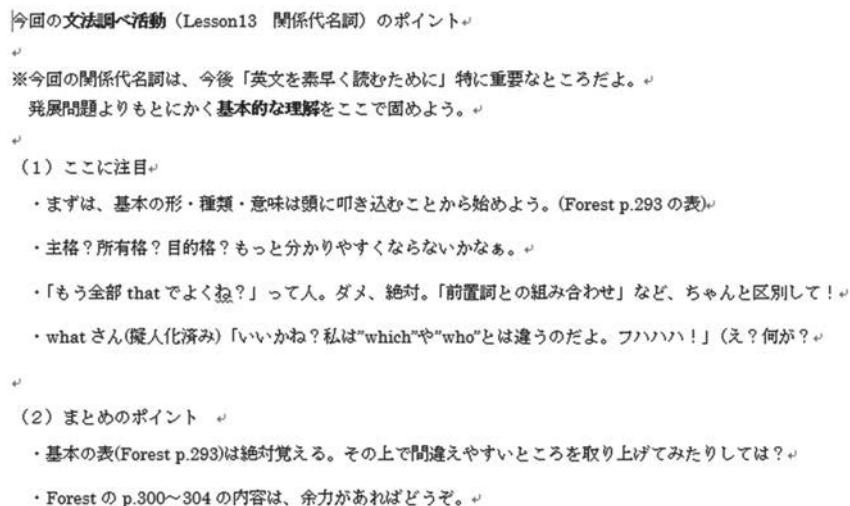 今回の文法調べ活動（Lesson13　関係代名詞）のポイント
※今回の関係代名詞は、今後「英文を素早く読むために」特に重要なところだよ。
発展問題よりもとにかく基本的な理解をここで固めよう。
（1）ここに注目
・まずは、基本の形・種類・意味は頭に叩き込むことから始めよう。(Forest p.293 の表)
・主格？所有格？目的格？もっと分かりやすくならないかなぁ。
・「もう全部 that でよくね？」って人。ダメ、絶対。「前置詞との組み合わせ」など、ちゃんと区別して！
・what さん(擬人化済み)「いいかね？私は"which"や"who"とは違うのだよ。フハハハ！」（え？何が？
（2）まとめのポイント
・基本の表(Forest p.293)は絶対覚える。その上で間違えやすいところを取り上げてみたりしては？
・Forest の p.300～304 の内容は、余力があればどうぞ。